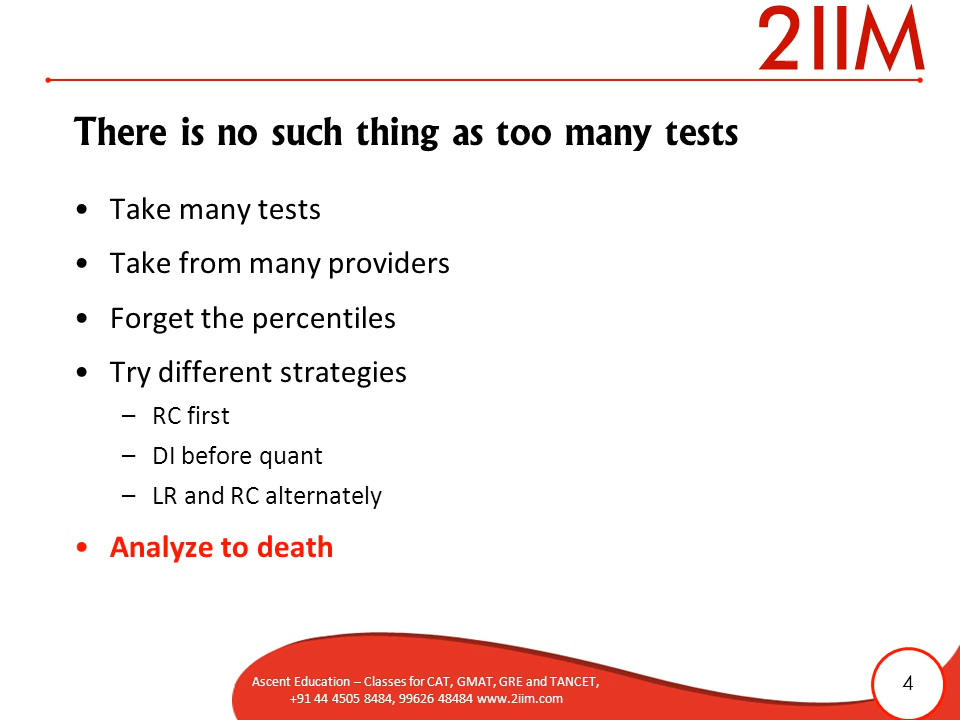 2IIM
There is no such thing as too many tests
• Take many tests
• Take from many providers
• Forget the percentiles
• Try different strategies
– RC first
– DI before quant
– LR and RC alternately
• Analyze to death
Ascent Education – Classes for CAT, GMAT, GRE and TANCET,
+91 44 4505 8484, 99626 48484 www.2iim.com
4